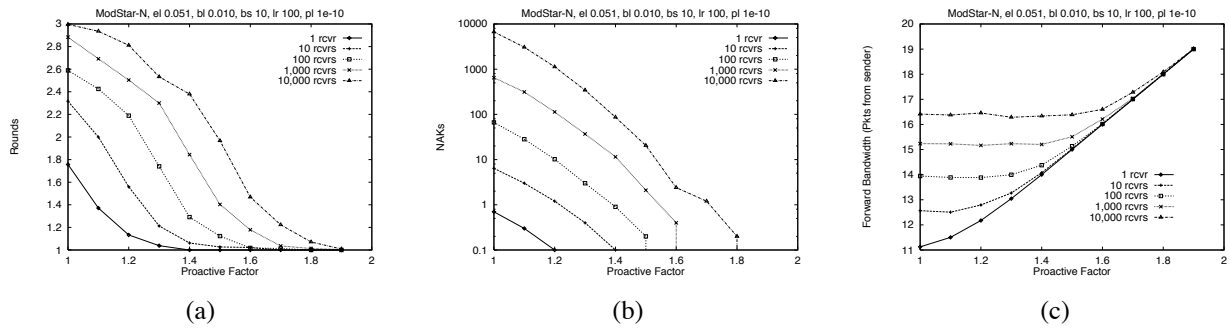 ModStar-N, el 0.051, bl 0.010, bs 10, lr 100, pl 1e-10
3
2.8
2.6
2.4
2.2
2
1.8
1.6
1.4
1.2
1
Rounds
1 rcvr
10 rcvrs
100 rcvrs
1,000 rcvrs
10,000 rcvrs
1 1.2 1.4 1.6 1.8 2
Proactive Factor
(a)
ModStar-N, el 0.051, bl 0.010, bs 10, lr 100, pl 1e-10
10000
1000
100
10
1
0.1
NAKs
1 rcvr
10 rcvrs
100 rcvrs
1,000 rcvrs
10,000 rcvrs
1 1.2 1.4 1.6 1.8 2
Proactive Factor
(b)
ModStar-N, el 0.051, bl 0.010, bs 10, lr 100, pl 1e-10
20
19
18
17
16
15
14
13
12
11
Forward Bandwidth (Pkts from sender)
1 rcvr
10 rcvrs
100 rcvrs
1,000 rcvrs
10,000 rcvrs
1 1.2 1.4 1.6 1.8 2
Proactive Factor
(c)